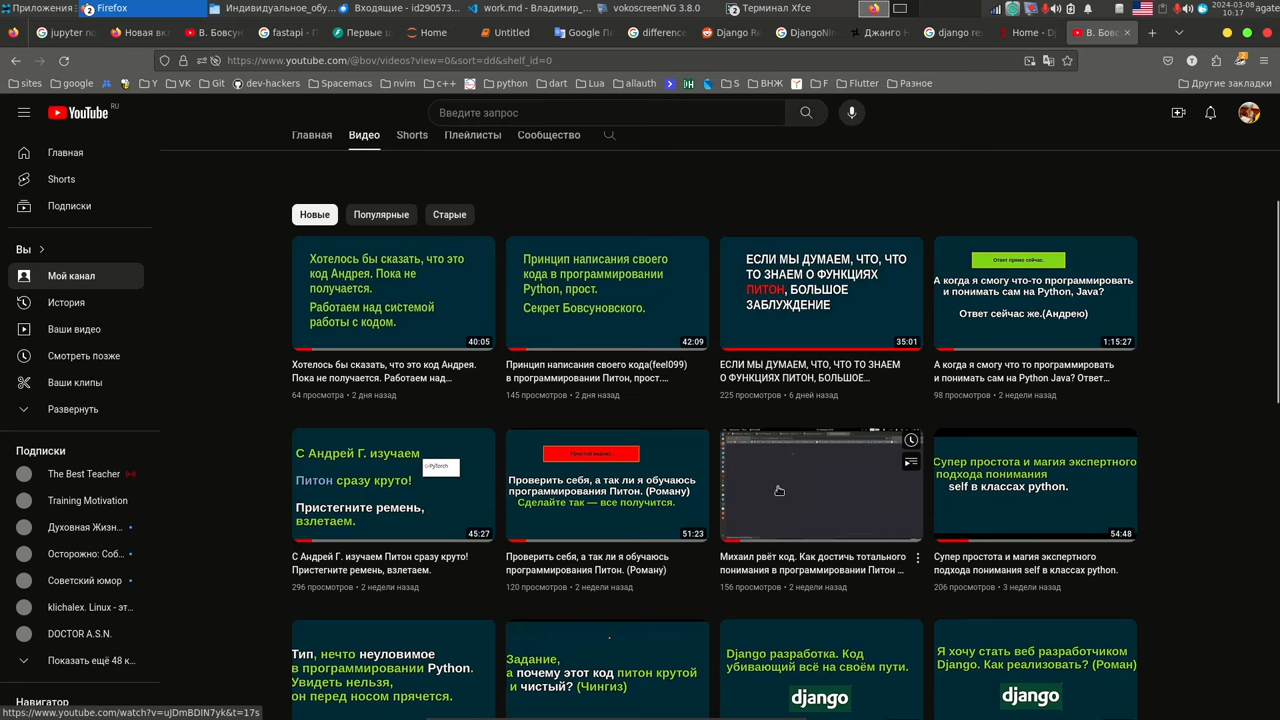 Приложения
2 Firefox
Индивидуальное_обу...
Входящие - id290573...
work.md - Владимир_...
vokoscreenNG 3.8.0
2 Терминал Xfce
2024-03-08
10:17
agate
jupyter no
Новая вкл
В. Бовсун
fastapi - П
Первые ш
Home
Untitled
Google По
difference
Django Re
DjangoNin
Джанго Н
django res
Home - Dj
В. Бовс
https://www.youtube.com/@bov/videos?view=0&sort=dd&shelf_id=0
sites
google
Y
VK
Git
dev-hackers
Spacemacs
nvim
c++
python
dart
Lua
allauth
S
ВНЖ
F
Flutter
Разное
Другие закладки
YouTube RU
Введите запрос
Главная
Видео
Shorts
Плейлисты
Сообщество
Главная
Shorts
Подписки
Вы
Мой канал
История
Ваши видео
Смотреть позже
Ваши клипы
Развернуть
Подписки
The Best Teacher
Training Motivation
Духовная Жизн...
Осторожно: Соб...
Советский юмор
klichalex. Linux - эт...
DOCTOR A.S.N.
Показать ещё 48 к...
Навигатор
Новые
Популярные
Старые
Хотелось бы сказать, что это
код Андрея. Пока не
получается.
Работаем над системой
работы с кодом.
40:05
Хотелось бы сказать, что это код Андрея.
Пока не получается. Работаем над...
64 просмотра • 2 дня назад
Принцип написания своего
кода в программировании
Python, прост.
Секрет Бовсуновского.
42:09
Принцип написания своего кода(feel099)
в программировании Питон, прост....
145 просмотров • 2 дня назад
ЕСЛИ МЫ ДУМАЕМ, ЧТО, ЧТО
ТО ЗНАЕМ О ФУНКЦИЯХ
ПИТОН, БОЛЬШОЕ
ЗАБЛУЖДЕНИЕ
35:01
ЕСЛИ МЫ ДУМАЕМ, ЧТО, ЧТО ТО ЗНАЕМ
О ФУНКЦИЯХ ПИТОН, БОЛЬШОЕ...
225 просмотров • 6 дней назад
Ответ прямо сейчас.
А когда я смогу что-то программировать
и понимать сам на Python, Java?
Ответ сейчас же.(Андрею)
1:15:27
А когда я смогу что то программировать
и понимать сам на Python Java? Ответ...
98 просмотров • 2 недели назад
С Андрей Г. изучаем
Питон сразу круто!
PyTorch
Пристегните ремень,
взлетаем.
45:27
С Андрей Г. изучаем Питон сразу круто!
Пристегните ремень, взлетаем.
296 просмотров • 2 недели назад
Простой анализ.
Проверить себя, а так ли я обучаюсь
программирования Питон. (Роману)
Сделайте так — все получится.
51:23
Проверить себя, а так ли я обучаюсь
программирования Питон. (Роману)
120 просмотров • 2 недели назад
Михаил рвёт код. Как достичь тотального
понимания в программировании Питон ...
156 просмотров • 2 недели назад
Супер простота и магия экспертного
подхода понимания
self в классах python.
54:48
Супер простота и магия экспертного
подхода понимания self в классах python.
206 просмотров • 3 недели назад
Тип, нечто неуловимое
в программировании Python.
Увидеть нельзя,
он перед носом прячется.
Задание,
а почему этот код питон крутой
и чистый? (Чингиз)
Django разработка. Код
убивающий всё на своём пути.
django
Я хочу стать веб разработчиком
Django. Как реализовать? (Роман)
django
https://www.youtube.com/watch?v=uJDmBDIN7yk&t=17s